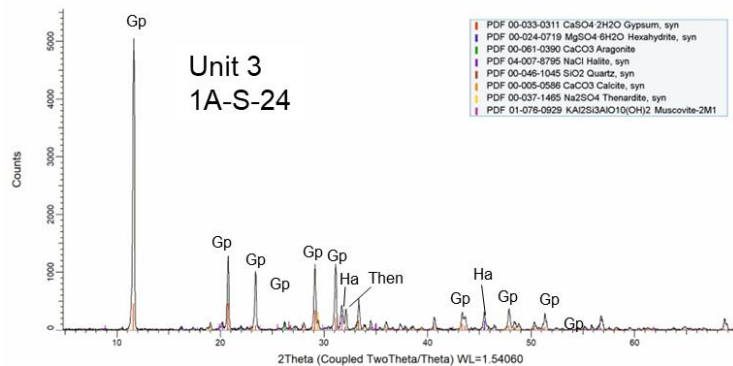 Gp
Unit 3
1A-S-24
PDF 00-033-0311 CaSO4·2H2O Gypsum, syn
PDF 00-024-0719 MgSO4·6H2O Hexahydrite, syn
PDF 00-061-0390 CaCO3 Aragonite
PDF 04-007-8795 NaCl Halite, syn
PDF 00-046-1045 SiO2 Quartz, syn
PDF 00-005-0586 CaCO3 Calcite, syn
PDF 00-037-1465 Na2SO4 Thenardite, syn
PDF 01-076-0929 KAl2Si3AlO10(OH)2 Muscovite-2M1
Counts
5000
4000
3000
2000
1000
0
Gp
Gp
Gp
Gp
Gp
Ha
Then
Gp
Ha
Gp
Gp
Gp
10
20
30
40
50
60
2Theta (Coupled TwoTheta/Theta) WL=1.54060